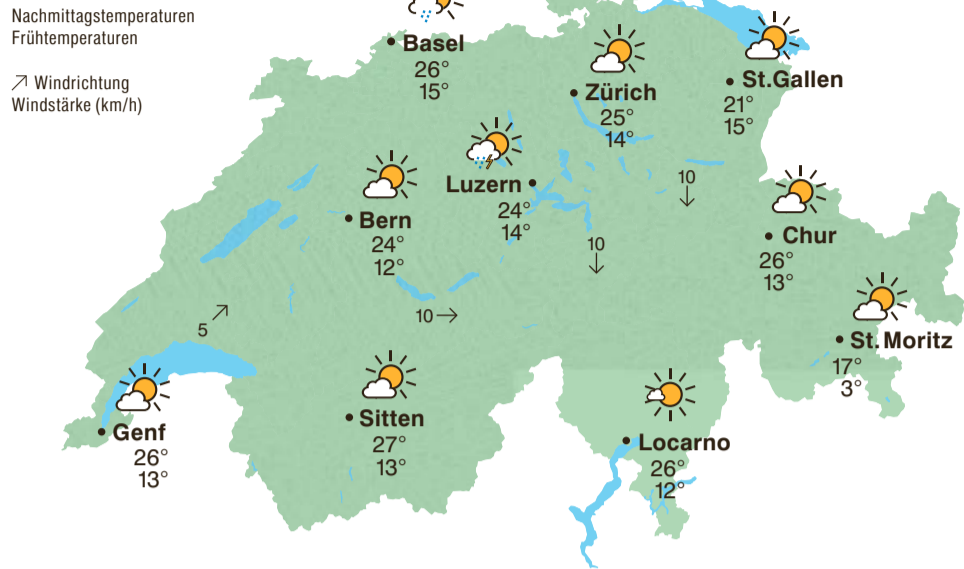 Nachmittagstemperaturen
Frühtemperaturen
↗ Windrichtung
Windstärke (km/h)
Basel
26°
15°
Zürich
25°
14°
St.Gallen
21°
15°
Luzern
24°
14°
10
Bern
24°
12°
Chur
26°
13°
10
5
10
St.Moritz
17°
3°
Sitten
27°
13°
Genf
26°
13°
Locarno
26°
12°